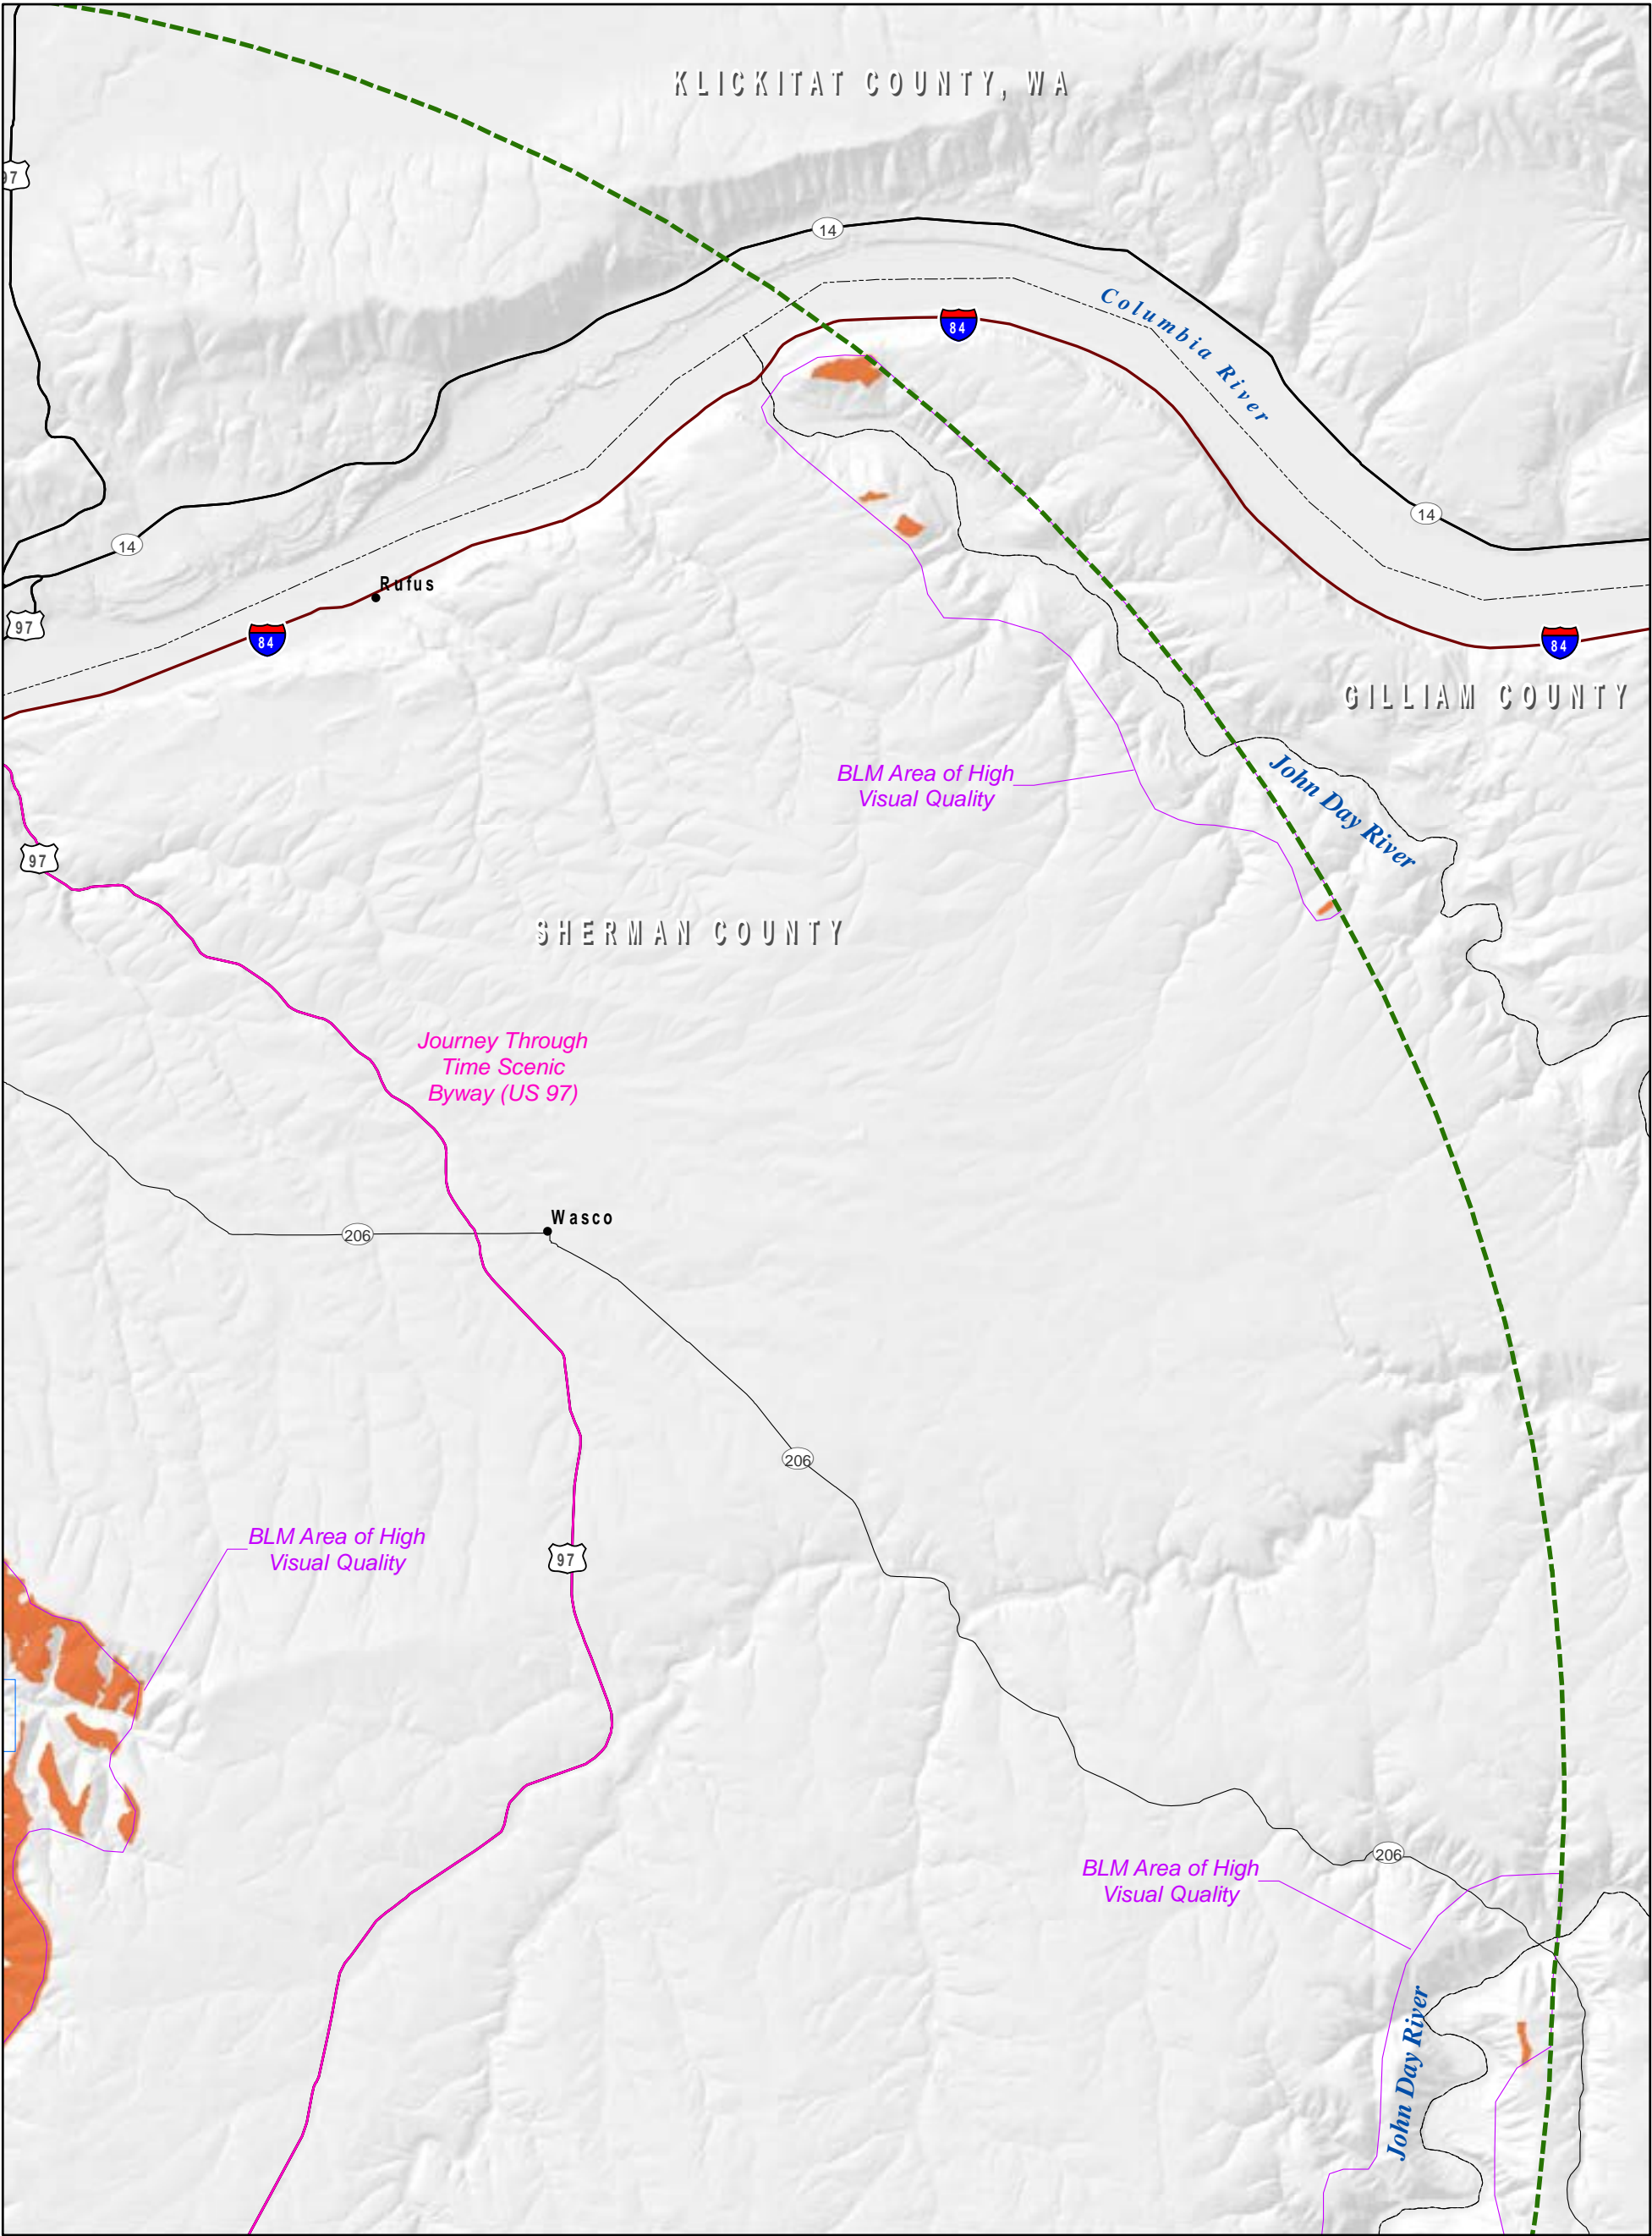 KLICKITAT COUNTY, WA
97
14
Columbia River
84
14
14
Rufus
97
84
84
GILLIAM COUNTY
BLM Area of High
Visual Quality
John Day River
97
SHERMAN COUNTY
Journey Through
Time Scenic
Byway (US 97)
Wasco
206
206
BLM Area of High
Visual Quality
97
206
BLM Area of High
Visual Quality
John Day River